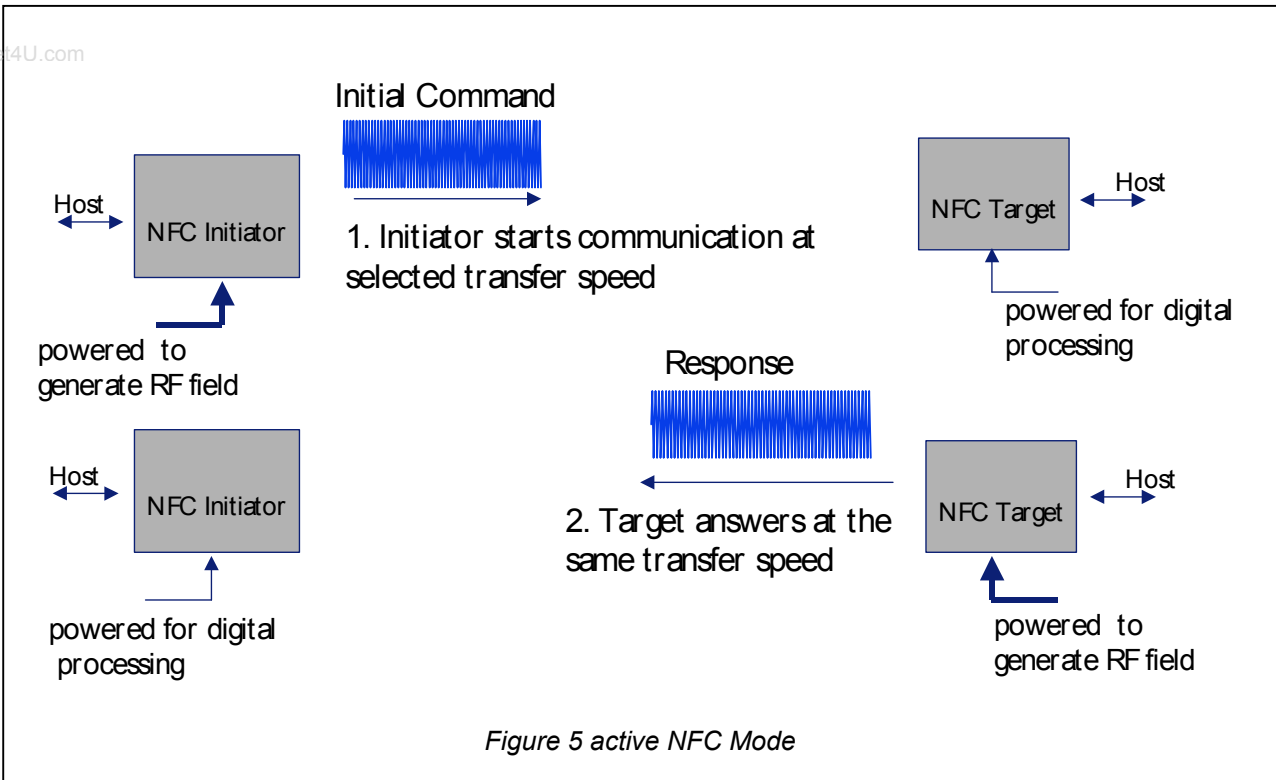 t4U.com
Initial Command
Host
NFC Initiator
1. Initiator starts communication at
selected transfer speed
powered to
generate RF field
NFC Target
Host
powered for digital
processing
Response
Host
NFC Initiator
2. Target answers at the
same transfer speed
powered for digital
processing
NFC Target
Host
powered to
generate RF field
Figure 5 active NFC Mode